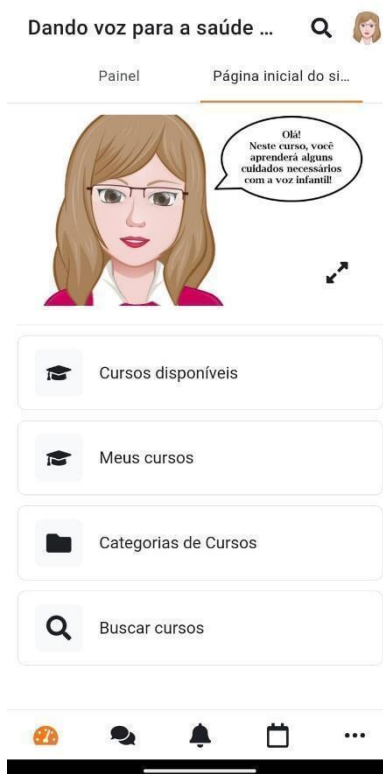 Dando voz para a saúde ...
Painel
Página inicial do si...
Olá!
Neste curso, você
aprenderá alguns
cuidados necessários
com a voz infantil!
Cursos disponíveis
Meus cursos
Categorias de Cursos
Buscar cursos